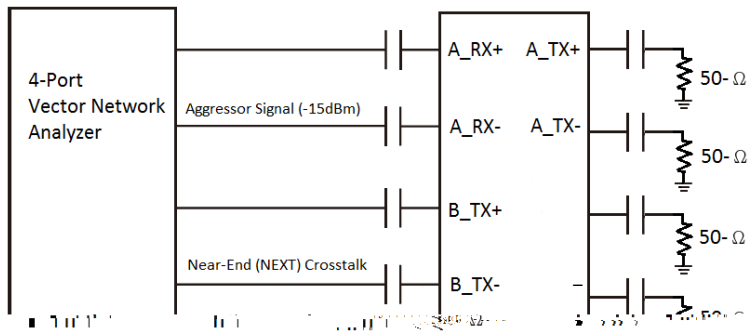 4-Port
Vector Network
Analyzer
Aggressor Signal (-15dBm)
Near-End (NEXT) Crosstalk
A_RX+ A_TX+
A_RX- A_TX-
B_TX+
B_TX- –
50- Ω
50- Ω
50- Ω